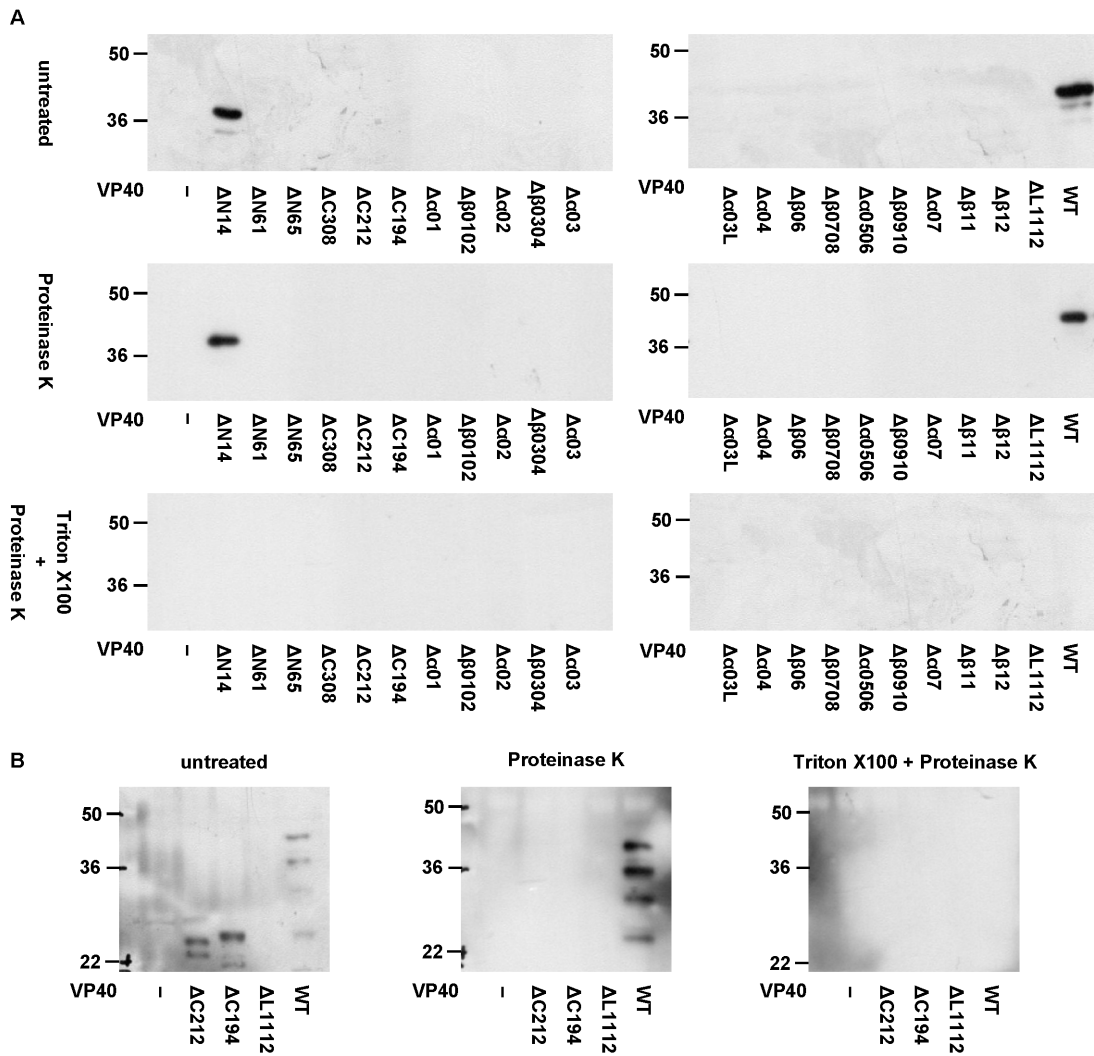 A
untreated
50
36
VP40
–
ΔN14
ΔN61
ΔN65
ΔC308
ΔC212
ΔC194
Δα01
Δβ0102
Δα02
Δβ0304
Δα03
50
36
VP40
Δα03L
Δα04
Δβ06
Δβ0708
Δα0506
Δβ0910
Δα07
Δβ11
Δβ12
ΔL1112
WT
Proteinase K
50
36
VP40
–
ΔN14
ΔN61
ΔN65
ΔC308
ΔC212
ΔC194
Δα01
Δβ0102
Δα02
Δβ0304
Δα03
50
36
VP40
Δα03L
Δα04
Δβ06
Δβ0708
Δα0506
Δβ0910
Δα07
Δβ11
Δβ12
ΔL1112
WT
Triton X100
+
Proteinase K
50
36
VP40
–
ΔN14
ΔN61
ΔN65
ΔC308
ΔC212
ΔC194
Δα01
Δβ0102
Δα02
Δβ0304
Δα03
50
36
VP40
Δα03L
Δα04
Δβ06
Δβ0708
Δα0506
Δβ0910
Δα07
Δβ11
Δβ12
ΔL1112
WT
B
untreated
50
36
22
VP40
–
ΔC212
ΔC194
ΔL1112
WT
Proteinase K
50
36
22
VP40
–
ΔC212
ΔC194
ΔL1112
WT
Triton X100 + Proteinase K
50
36
22
VP40
–
ΔC212
ΔC194
ΔL1112
WT